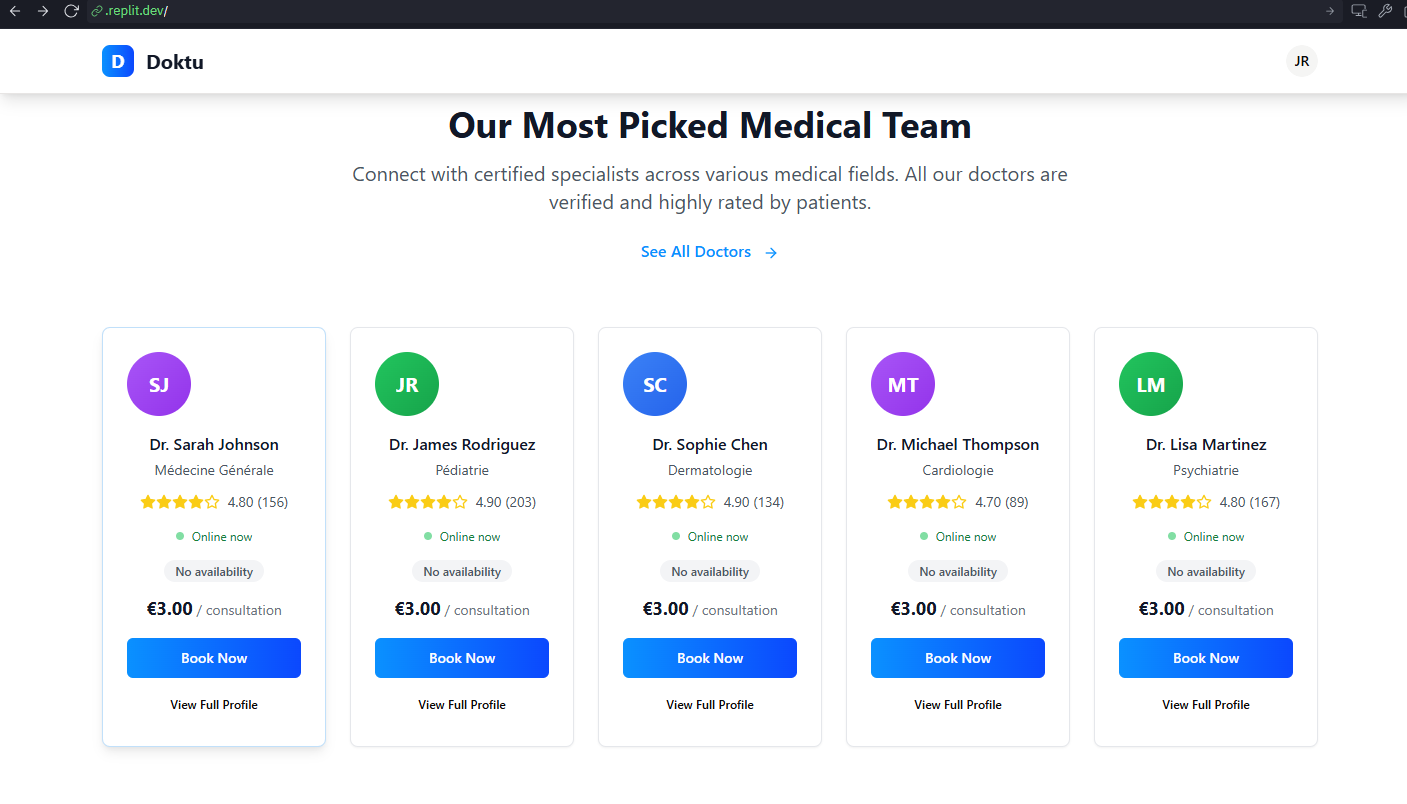 .replit.dev/
D Doktu
JR
Our Most Picked Medical Team
Connect with certified specialists across various medical fields. All our doctors are
verified and highly rated by patients.
See All Doctors →
SJ
Dr. Sarah Johnson
Médecine Générale
4.80 (156)
Online now
No availability
€3.00 / consultation
Book Now
View Full Profile
JR
Dr. James Rodriguez
Pédiatrie
4.90 (203)
Online now
No availability
€3.00 / consultation
Book Now
View Full Profile
SC
Dr. Sophie Chen
Dermatologie
4.90 (134)
Online now
No availability
€3.00 / consultation
Book Now
View Full Profile
MT
Dr. Michael Thompson
Cardiologie
4.70 (89)
Online now
No availability
€3.00 / consultation
Book Now
View Full Profile
LM
Dr. Lisa Martinez
Psychiatrie
4.80 (167)
Online now
No availability
€3.00 / consultation
Book Now
View Full Profile